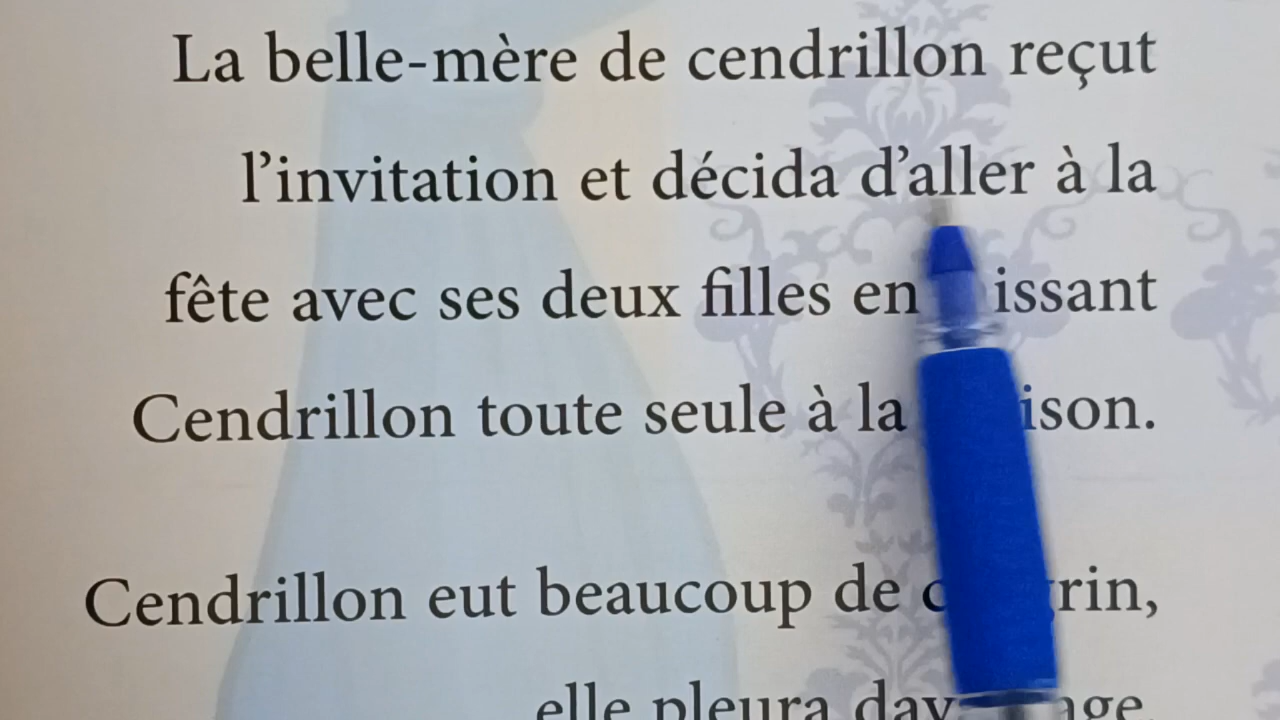 La belle-mère de cendrillon reçut
l'invitation et décida d'aller à la
fête avec ses deux filles en
Cendrillon toute seule à la
Cendrillon eut beaucoup de
elle pleura